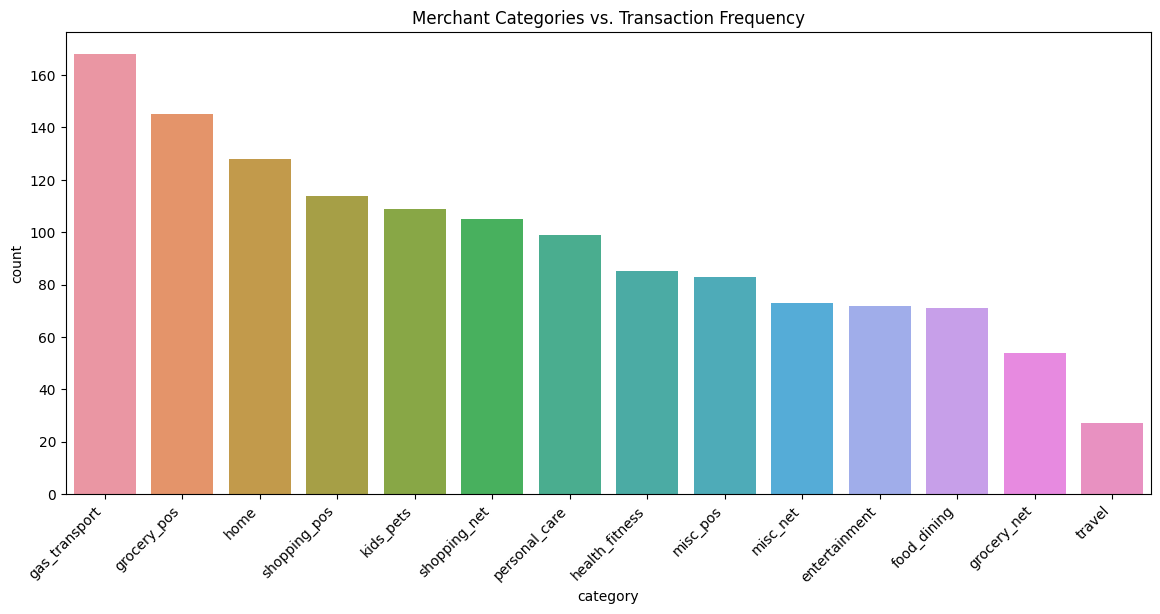 Merchant Categories vs. Transaction Frequency
count
160
140
120
100
80
60
40
20
0
gas_transport
grocery_pos
home
shopping_pos
kids_pets
shopping_net
personal_care
health_fitness
misc_pos
misc_net
entertainment
food_dining
grocery_net
travel
category